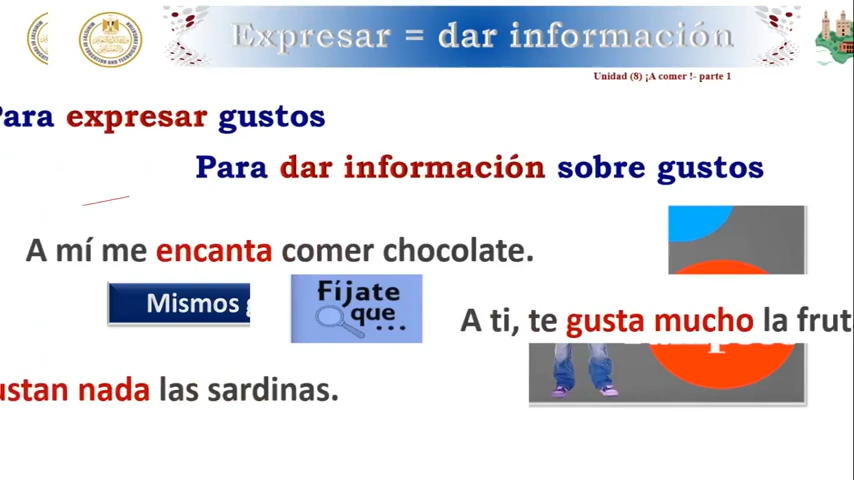 Expresar = dar información
Unidad (8) ¡A comer !- parte 1
Para expresar gustos
Para dar información sobre gustos
A mí me encanta comer chocolate.
Mismos
Fíjate
que...
A ti, te gusta mucho la frut
ustan nada las sardinas.